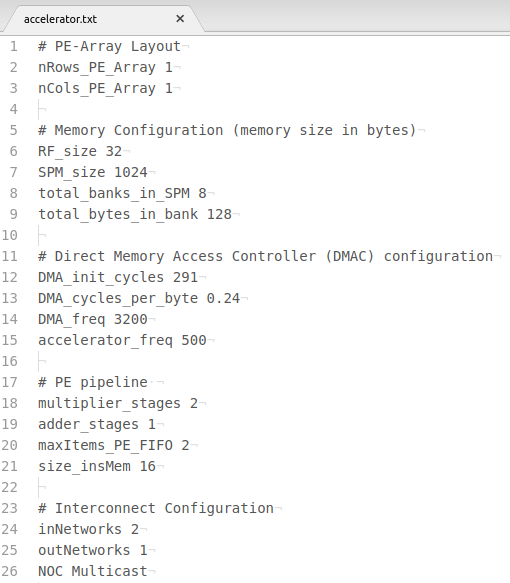 accelerator.txt ×
1 # PE-Array Layout
2 nRows_PE_Array 1
3 nCols_PE_Array 1
4
5 # Memory Configuration (memory size in bytes)
6 RF_size 32
7 SPM_size 1024
8 total_banks_in_SPM 8
9 total_bytes_in_bank 128
10
11 # Direct Memory Access Controller (DMAC) configuration
12 DMA_init_cycles 291
13 DMA_cycles_per_byte 0.24
14 DMA_freq 3200
15 accelerator_freq 500
16
17 # PE pipeline
18 multiplier_stages 2
19 adder_stages 1
20 maxItems_PE_FIFO 2
21 size_insMem 16
22
23 # Interconnect Configuration
24 inNetworks 2
25 outNetworks 1
26 NOC Multicast